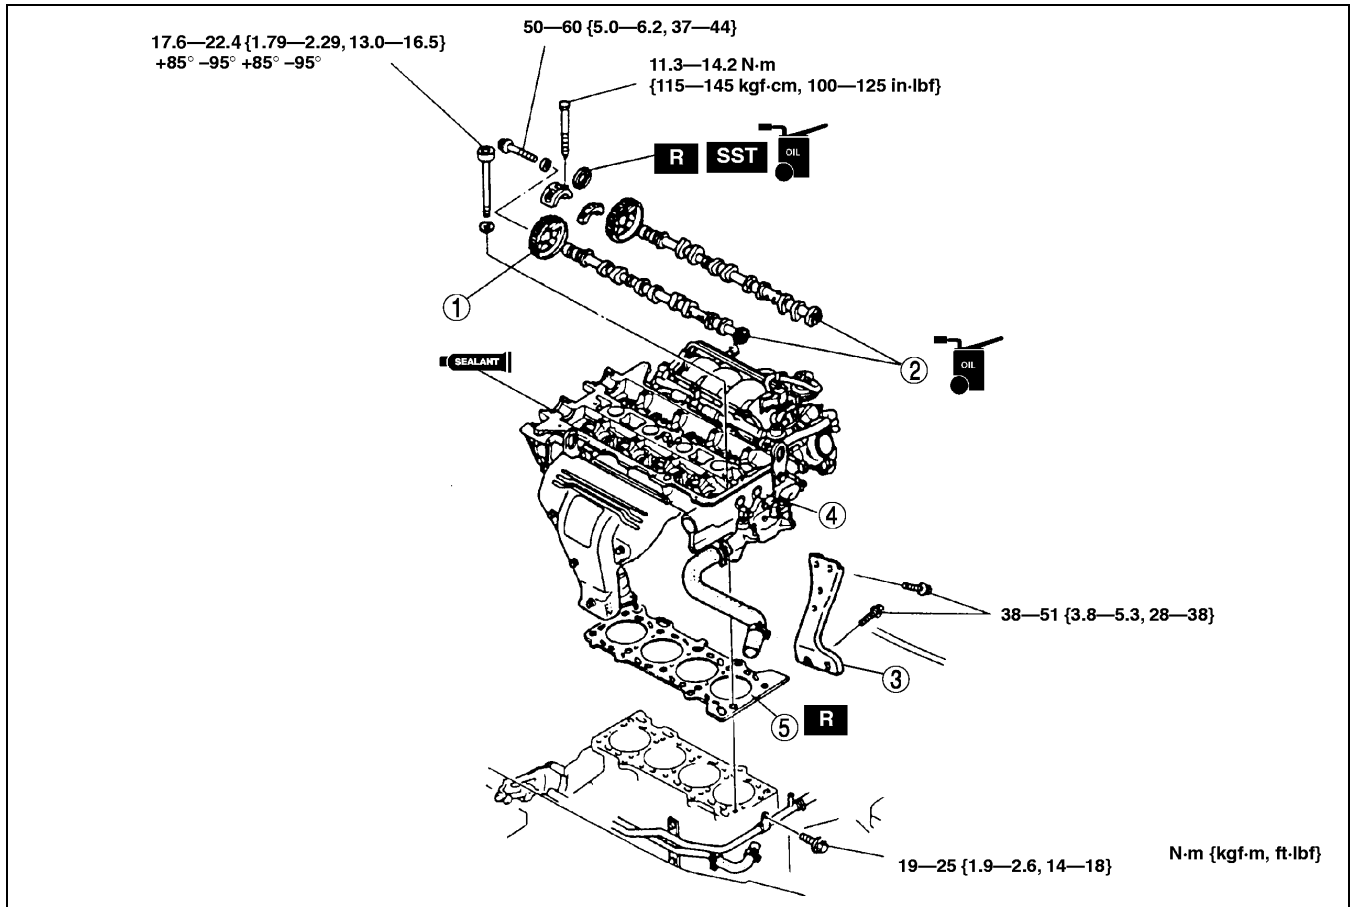 50—60 {5.0—6.2, 37—44}
17.6—22.4 {1.79—2.29, 13.0—16.5}
+85° –95° +85° –95°
11.3—14.2 N·m
{115—145 kgf·cm, 100—125 in·lbf}
R SST OIL
1
SEALANT
2
OIL
4
38—51 {3.8—5.3, 28—38}
3
5 R
19—25 {1.9—2.6, 14—18}
N·m {kgf·m, ft·lbf}